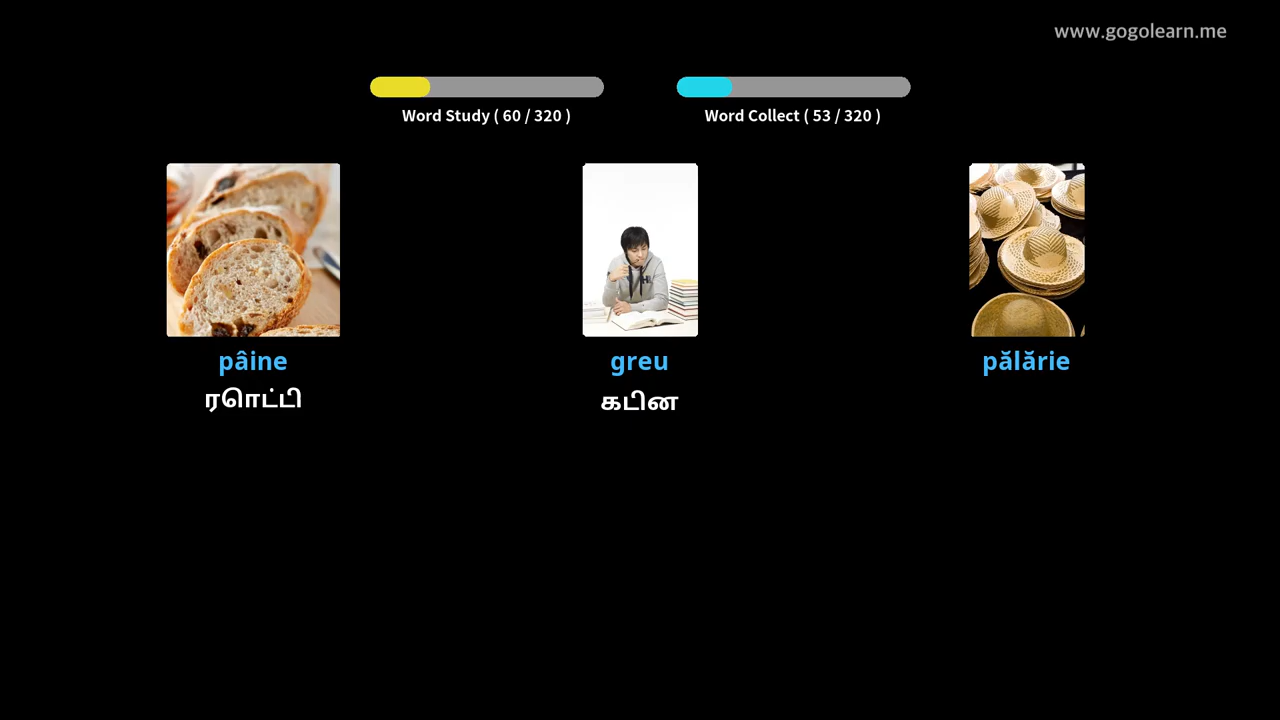 www.gogolearn.me
Word Study ( 60 / 320 )
Word Collect ( 53 / 320 )
pâine
greu
pălărie
ரொட்டி
கடின